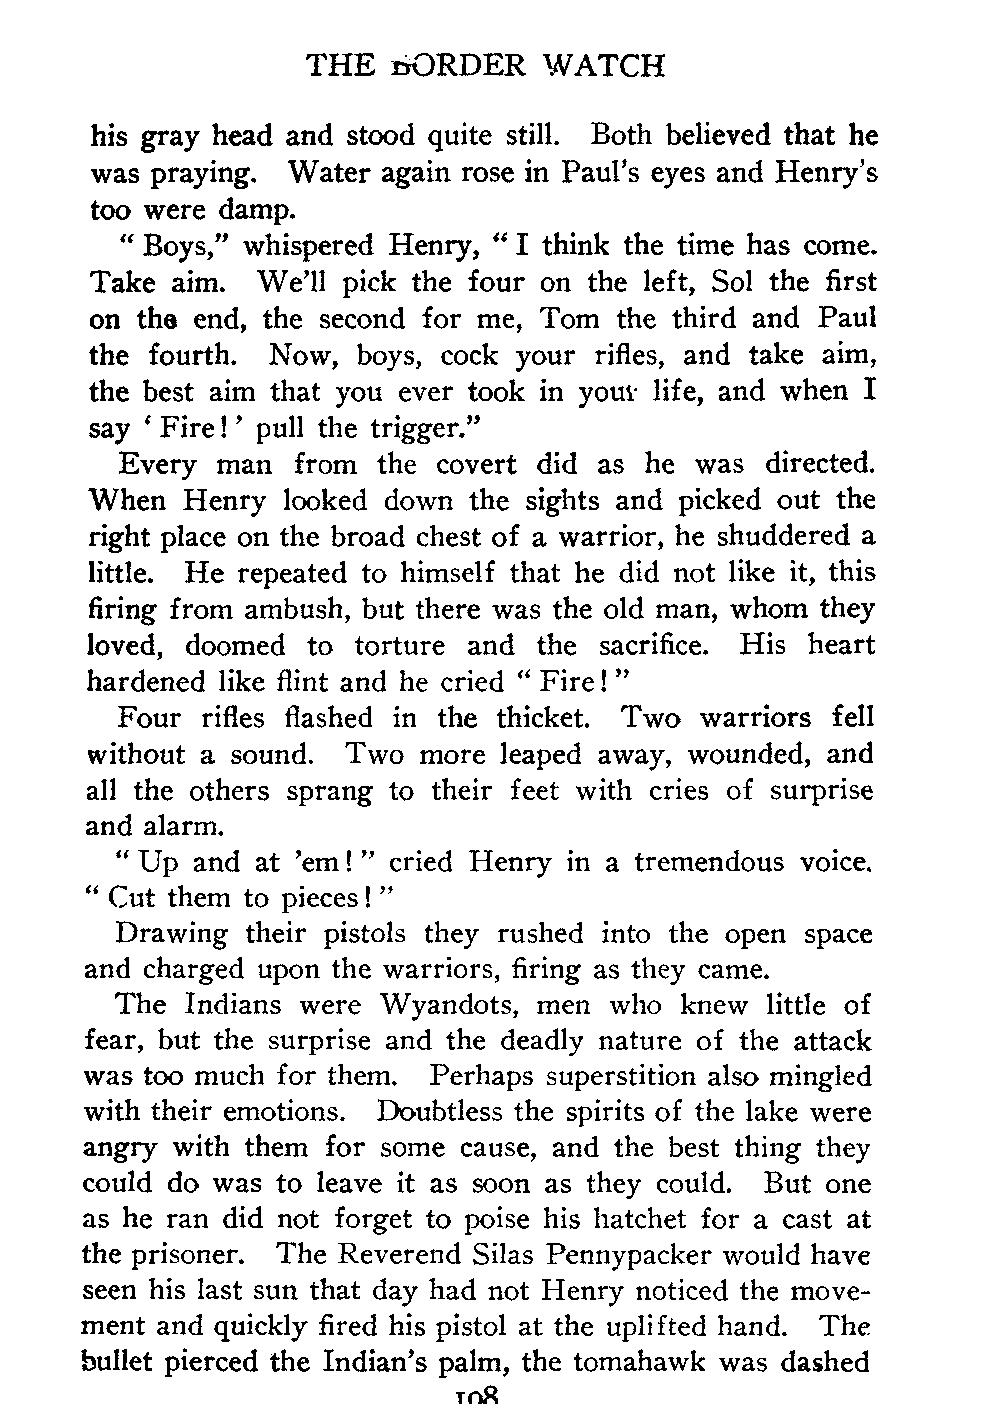 THE BORDER WATCH
his gray head and stood quite still. Both believed that he
was praying. Water again rose in Paul's eyes and Henry's
too were damp.
" Boys," whispered Henry, " I think the time has come.
Take aim. We'll pick the four on the left, Sol the first
on the end, the second for me, Tom the third and Paul
the fourth. Now, boys, cock your rifles, and take aim,
the best aim that you ever took in your life, and when I
say ' Fire! ' pull the trigger."
Every man from the covert did as he was directed.
When Henry looked down the sights and picked out the
right place on the broad chest of a warrior, he shuddered a
little. He repeated to himself that he did not like it, this
firing from ambush, but there was the old man, whom they
loved, doomed to torture and the sacrifice. His heart
hardened like flint and he cried " Fire! "
Four rifles flashed in the thicket. Two warriors fell
without a sound. Two more leaped away, wounded, and
all the others sprang to their feet with cries of surprise
and alarm.
" Up and at 'em! " cried Henry in a tremendous voice.
" Cut them to pieces! "
Drawing their pistols they rushed into the open space
and charged upon the warriors, firing as they came.
The Indians were Wyandots, men who knew little of
fear, but the surprise and the deadly nature of the attack
was too much for them. Perhaps superstition also mingled
with their emotions. Doubtless the spirits of the lake were
angry with them for some cause, and the best thing they
could do was to leave it as soon as they could. But one
as he ran did not forget to poise his hatchet for a cast at
the prisoner. The Reverend Silas Pennypacker would have
seen his last sun that day had not Henry noticed the move-
ment and quickly fired his pistol at the uplifted hand. The
bullet pierced the Indian's palm, the tomahawk was dashed
108